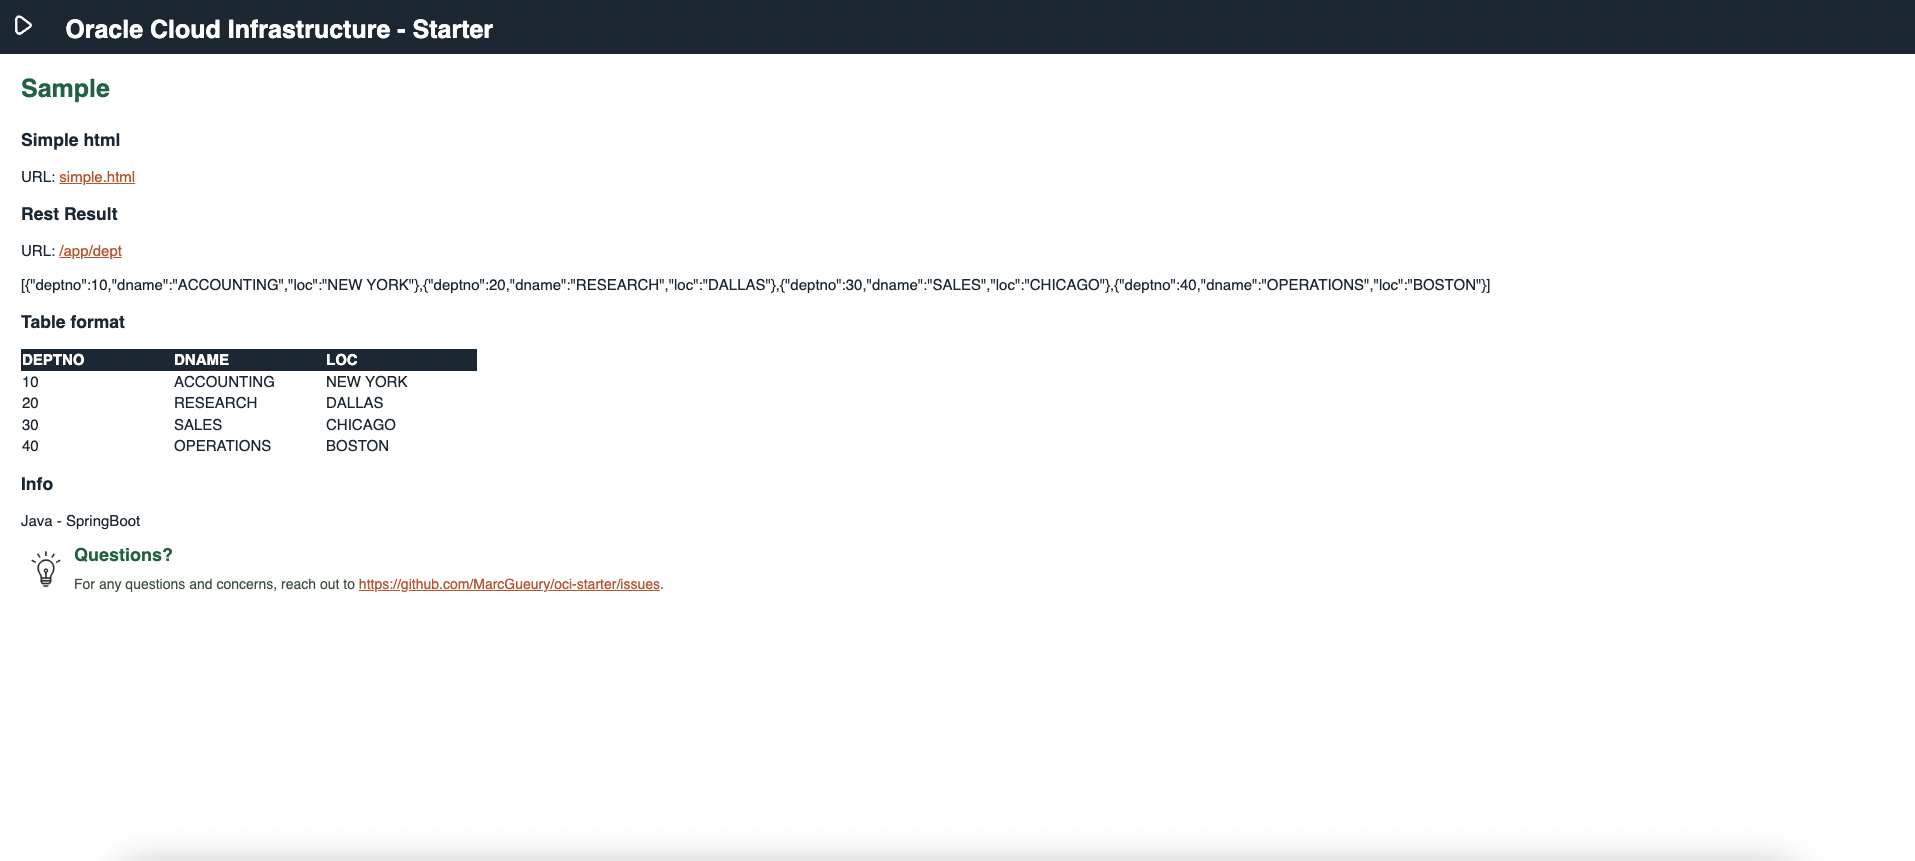 Oracle Cloud Infrastructure - Starter
Sample
Simple html
URL: simple.html
Rest Result
URL: /app/dept
[{"deptno":10,"dname":"ACCOUNTING","loc":"NEW YORK"},{"deptno":20,"dname":"RESEARCH","loc":"DALLAS"},{"deptno":30,"dname":"SALES","loc":"CHICAGO"},{"deptno":40,"dname":"OPERATIONS","loc":"BOSTON"}]
Table format
DEPTNO DNAME LOC
10 ACCOUNTING NEW YORK
20 RESEARCH DALLAS
30 SALES CHICAGO
40 OPERATIONS BOSTON
Info
Java - SpringBoot
Questions?
For any questions and concerns, reach out to https://github.com/MarcGueury/oci-starter/issues.